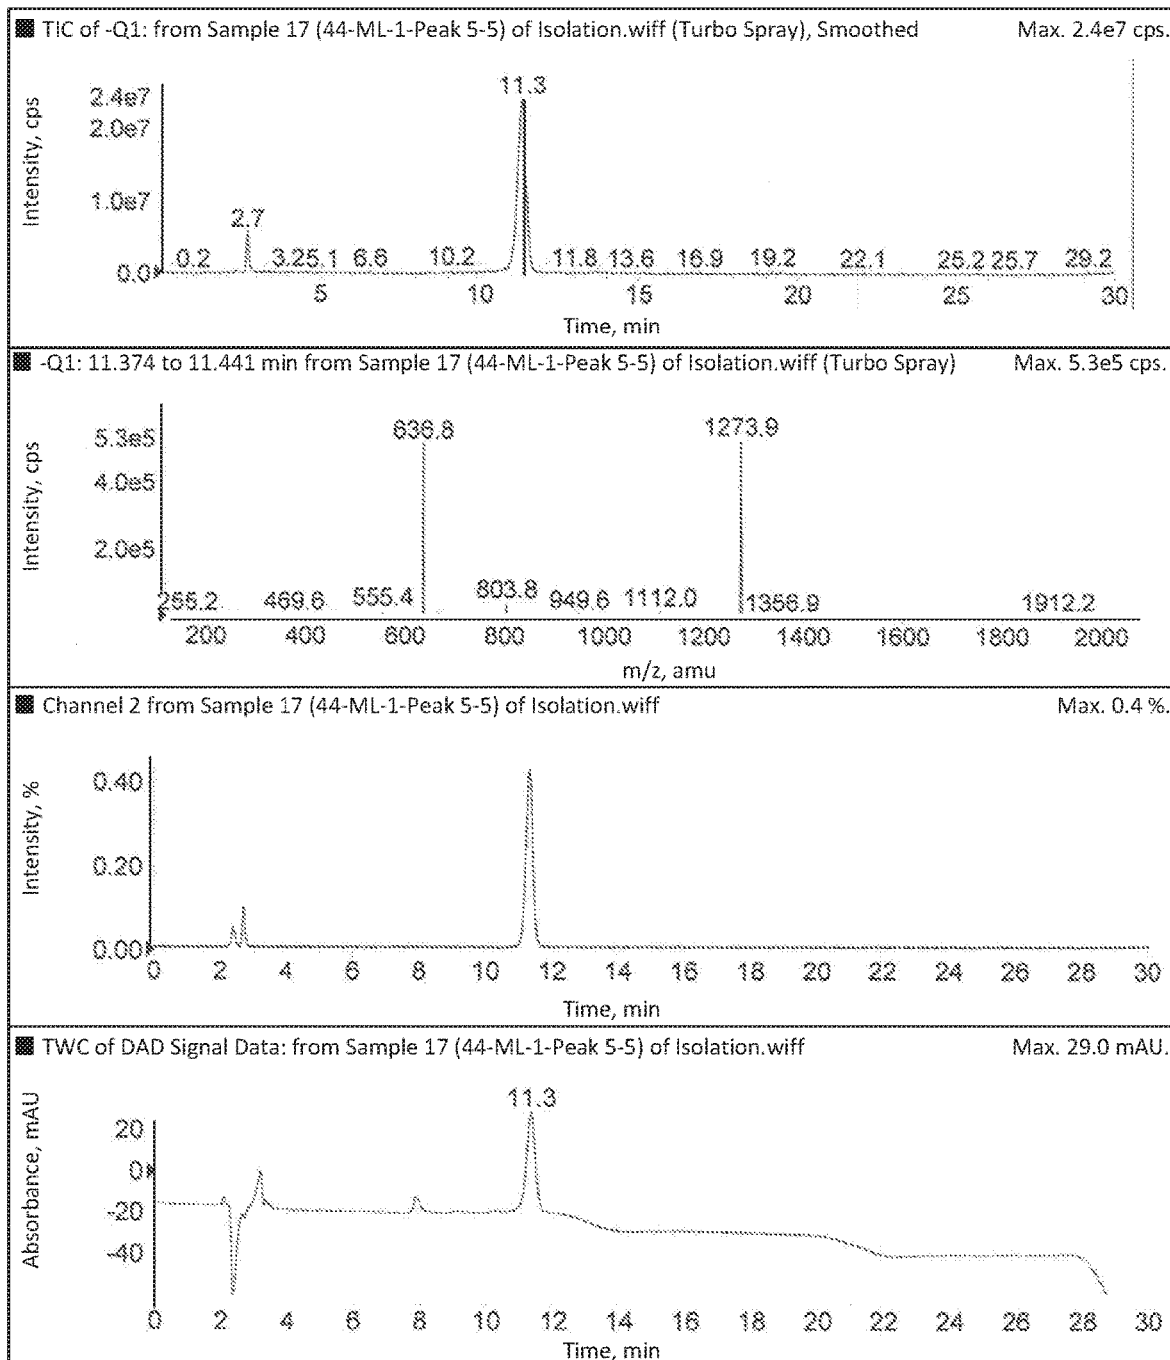 TIC of -Q1: from Sample 17 (44-ML-1-Peak 5-5) of Isolation.wiff (Turbo Spray), Smoothed Max. 2.4e7 cps.
Intensity, cps
2.4e7
2.0e7
1.0e7
0.0
11.3
2.7
0.2 3.2 5.1 6.6 10.2 11.8 13.6 16.9 19.2 22.1 25.2 25.7 29.2
5 10 15 20 25 30
Time, min
-Q1: 11.374 to 11.441 min from Sample 17 (44-ML-1-Peak 5-5) of Isolation.wiff (Turbo Spray) Max. 5.3e5 cps.
Intensity, cps
5.3e5
4.0e5
2.0e5
636.8 1273.9
469.6 555.4 803.8 949.6 1112.0 1356.9 1912.2
200 400 600 800 1000 1200 1400 1600 1800 2000
m/z, amu
Channel 2 from Sample 17 (44-ML-1-Peak 5-5) of Isolation.wiff Max. 0.4 %.
Intensity, %
0.40
0.20
0.00
0 2 4 6 8 10 12 14 16 18 20 22 24 26 28 30
Time, min
TWC of DAD Signal Data: from Sample 17 (44-ML-1-Peak 5-5) of Isolation.wiff Max. 29.0 mAU.
Absorbance, mAU
11.3
20
0
-20
-40
0 2 4 6 8 10 12 14 16 18 20 22 24 26 28 30
Time, min